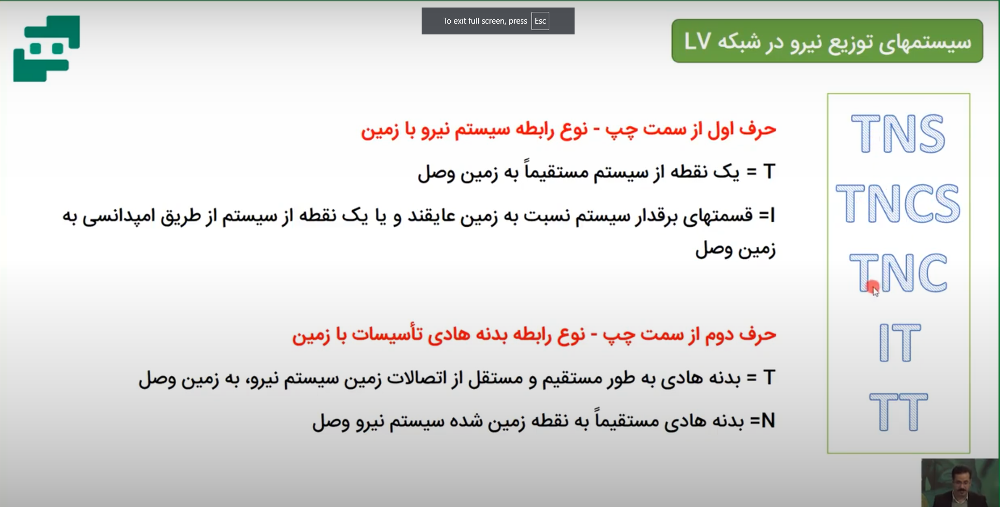 To exit full screen, press Esc
سیستمهای توزیع نیرو در شبکه LV
حرف اول از سمت چپ - نوع رابطه سیستم نیرو با زمین
T = یک نقطه از سیستم مستقیماً به زمین وصل
I= قسمتهای برقدار سیستم نسبت به زمین عایقند و یا یک نقطه از سیستم از طریق امپدانسی به
زمین وصل
حرف دوم از سمت چپ - نوع رابطه بدنه هادی تأسیسات با زمین
T = بدنه هادی به طور مستقیم و مستقل از اتصالات زمین سیستم نیرو، به زمین وصل
N= بدنه هادی مستقیماً به نقطه زمین شده سیستم نیرو وصل
TNS
TNCS
TNC
IT
TT